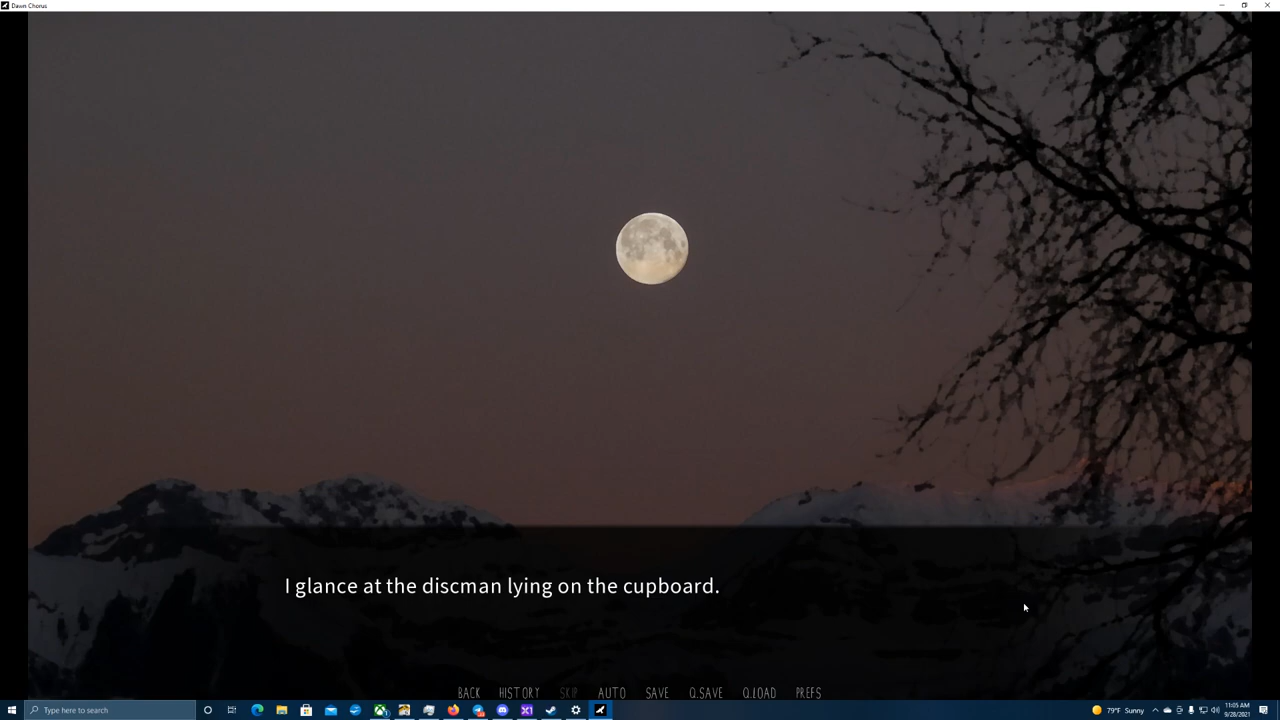 Dawn Chorus
I glance at the discman lying on the cupboard.
BACK HISTORY SKIP AUTO SAVE Q.SAVE Q.LOAD PREFS
Type here to search
79°F Sunny
11:05 AM
9/28/2021